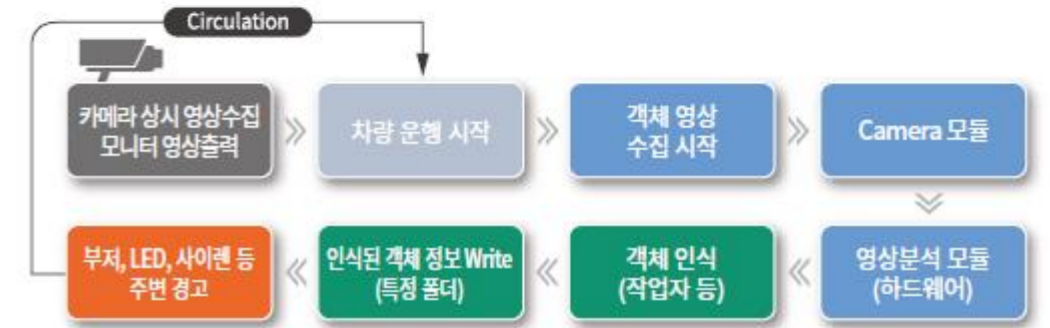 Circulation
카메라 상시 영상수집
모니터 영상출력
차량 운행 시작
객체 영상
수집 시작
Camera 모듈
영상분석 모듈
(하드웨어)
객체 인식
(작업자 등)
인식된 객체 정보 Write
(특정 폴더)
부저, LED, 사이렌 등
주변 경고